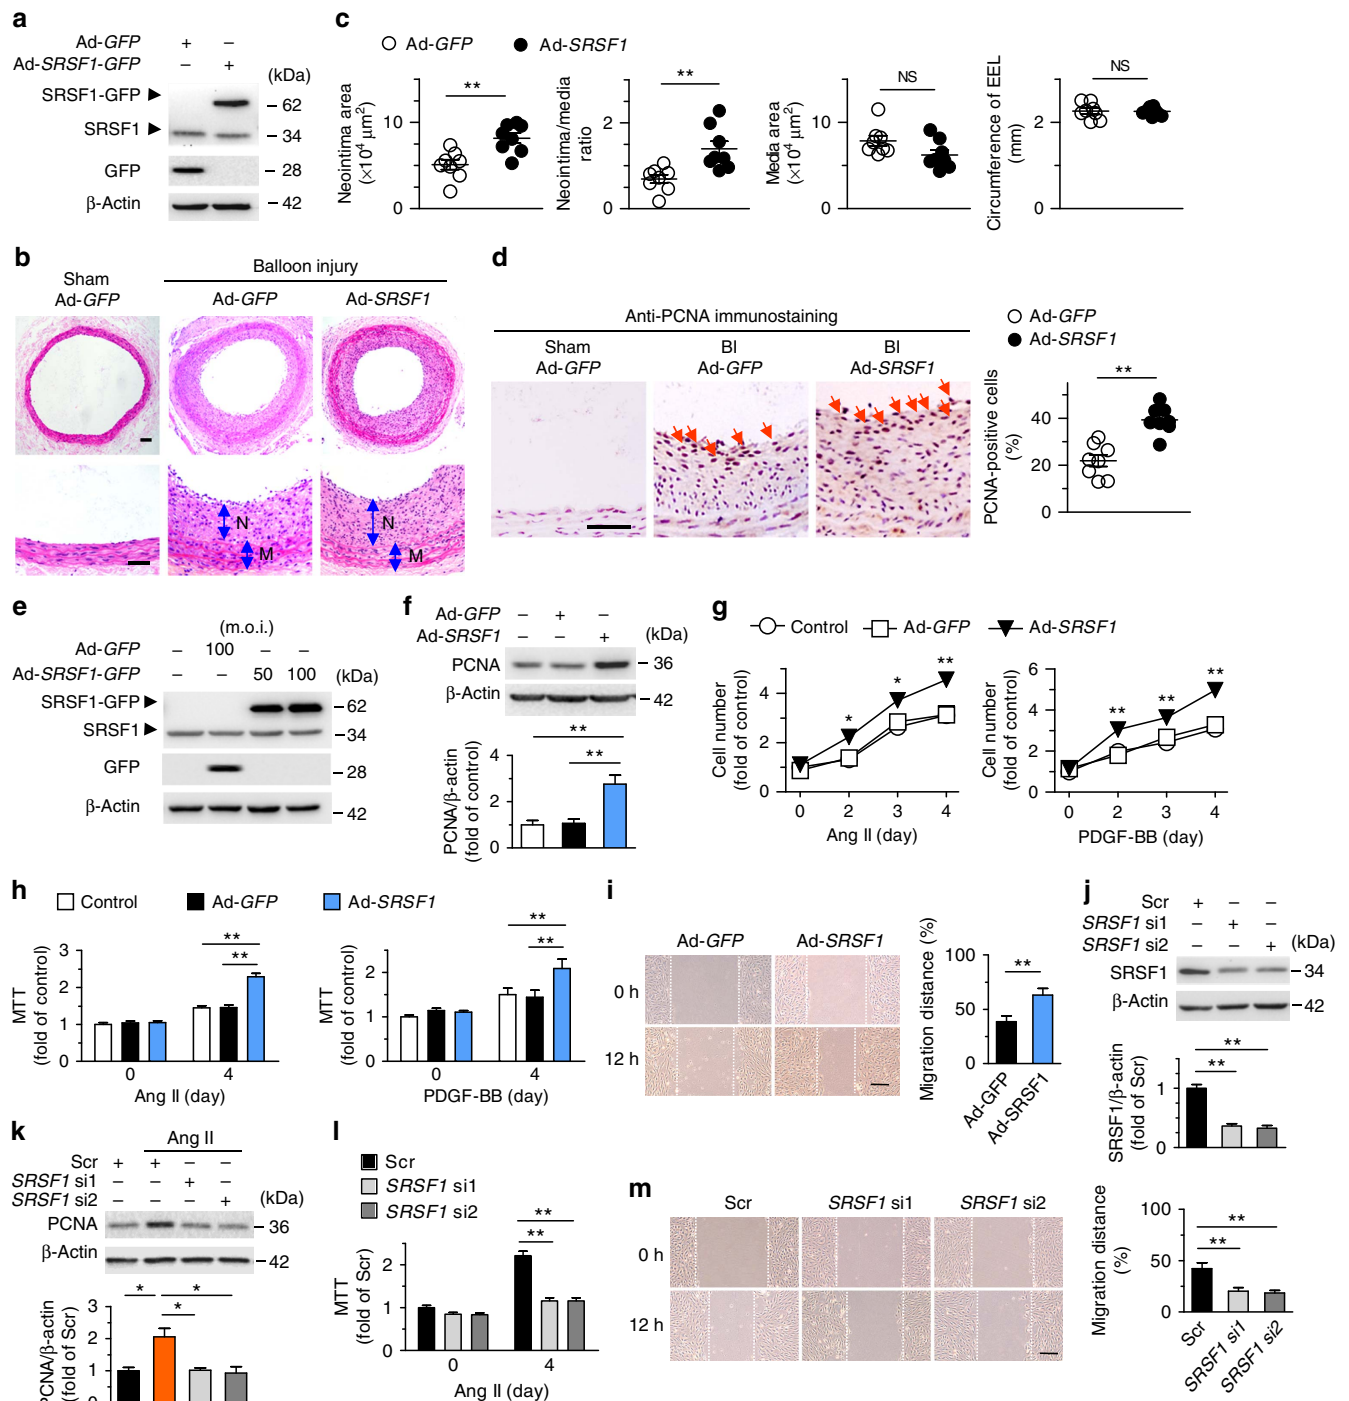 a
Ad-GFP + –
Ad-SRSF1-GFP – +
(kDa)
SRSF1-GFP – 62
SRSF1 – 34
GFP – 28
β-Actin – 42
c
Ad-GFP Ad-SRSF1
Neointima area
(×10⁴ μm²)
10
0
**
Neointima/media
ratio
2
0
**
Media area
(×10⁴ μm²)
10
0
NS
Circumference of EEL
(mm)
2
0
NS
b
Balloon injury
Sham
Ad-GFP Ad-GFP Ad-SRSF1
N
M
N
M
d
Anti-PCNA immunostaining
Sham BI BI
Ad-GFP Ad-GFP Ad-SRSF1
Ad-GFP
Ad-SRSF1
PCNA-positive cells
(%)
40
20
0
**
e
(m.o.i.)
Ad-GFP – 100 – –
Ad-SRSF1-GFP – – 50 100 (kDa)
SRSF1-GFP – 62
SRSF1 – 34
GFP – 28
β-Actin – 42
f
Ad-GFP – + –
Ad-SRSF1 – – + (kDa)
PCNA – 36
β-Actin – 42
PCNA/β-actin
(fold of control)
4
2
0
**
**
g
Control Ad-GFP Ad-SRSF1
Cell number
(fold of control)
4
2
0
* * **
0 2 3 4
Ang II (day)
Cell number
(fold of control)
6
4
2
0
** ** **
0 2 3 4
PDGF-BB (day)
h
Control Ad-GFP Ad-SRSF1
MTT
(fold of control)
3
2
1
0
**
**
0 4
Ang II (day)
MTT
(fold of control)
2
1
0
**
**
0 4
PDGF-BB (day)
i
Ad-GFP Ad-SRSF1
0 h
12 h
Migration distance (%)
100
50
0
**
Ad-GFP
Ad-SRSF1
j
Scr + – –
SRSF1 si1 – + –
SRSF1 si2 – – + (kDa)
SRSF1 – 34
β-Actin – 42
SRSF1/β-actin
(fold of Scr)
1
0
**
**
k
Ang II
Scr + + – –
SRSF1 si1 – – + –
SRSF1 si2 – – – + (kDa)
PCNA – 36
β-Actin – 42
PCNA/β-actin
(fold of Scr)
3
2
1
0
* *
*
l
Scr
SRSF1 si1
SRSF1 si2
MTT
(fold of Scr)
2
1
0
**
**
0 4
Ang II (day)
m
Scr SRSF1 si1 SRSF1 si2
0 h
12 h
Migration distance
(%)
100
50
0
**
**
Scr
SRSF1 si1
SRSF1 si2